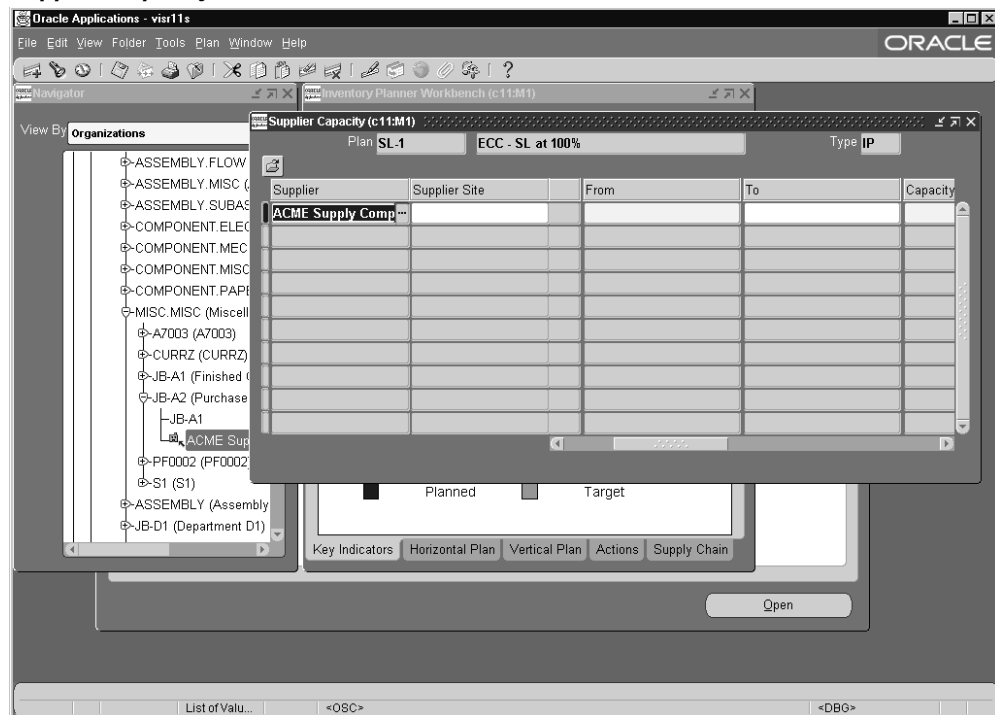 Oracle Applications - visr11s
File Edit View Folder Tools Plan Window Help
ORACLE
Navigator
Inventory Planner Workbench (c11:M1)
View By Organizations
Supplier Capacity (c11:M1)
Plan SL-1 ECC - SL at 100% Type IP
Supplier Supplier Site From To Capacity
ACME Supply Comp
ASSEMBLY.FLOW
ASSEMBLY.MISC (
ASSEMBLY.SUBAS
COMPONENT.ELEC
COMPONENT.MEC
COMPONENT.MISC
COMPONENT.PAPE
MISC.MISC (Miscell
A7003 (A7003)
CURRZ (CURRZ)
JB-A1 (Finished
JB-A2 (Purchase
JB-A1
ACME Sup
PF0002 (PF0002
S1 (S1)
ASSEMBLY (Assembly
JB-D1 (Department D1)
Planned Target
Key Indicators Horizontal Plan Vertical Plan Actions Supply Chain
Open
List of Valu... <OSC> <DBG>